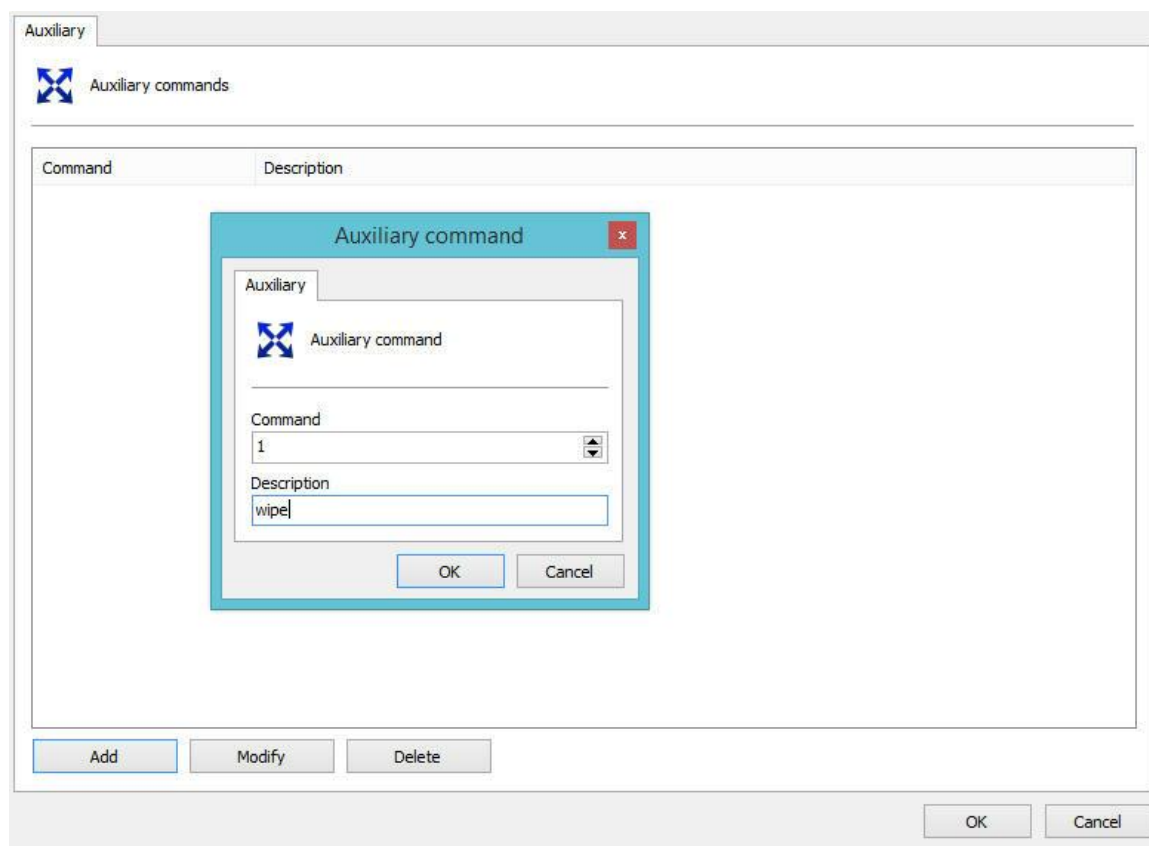 Auxiliary
Auxiliary commands
Command Description
Auxiliary command x
Auxiliary
Auxiliary command
Command
1
Description
wipe
OK Cancel
Add Modify Delete
OK Cancel